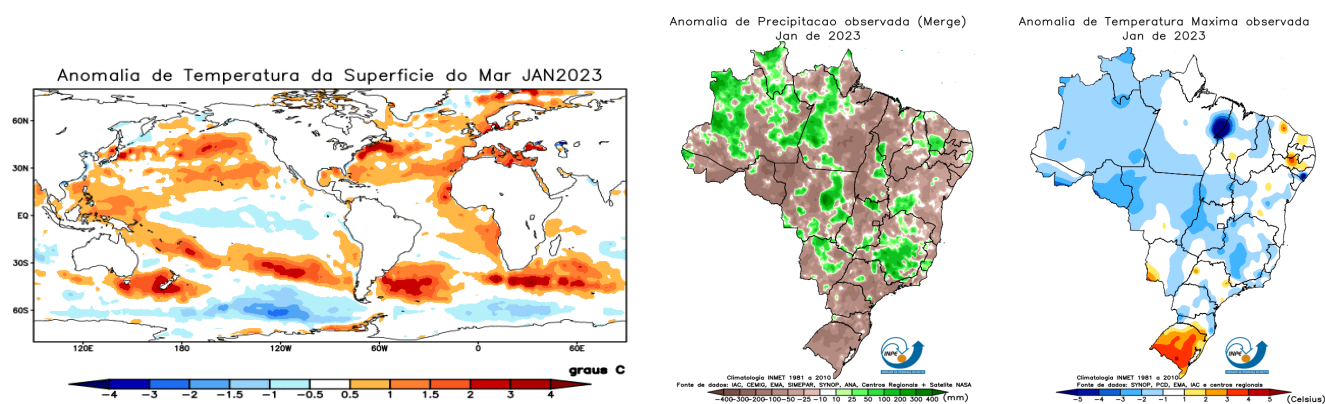 Anomalia de Temperatura da Superficie do Mar JAN2023
60N
30N
EQ
30S
60S
120E 180 120W 60W 0 60E
graus C
-4 -3 -2 -1.5 -1 -0.5 0.5 1 1.5 2 3 4
Anomalia de Precipitacao observada (Merge)
Jan de 2023
INPE
Climatologia INMET 1981 a 2010
Fonte de dados: IAC, CEMIG, EMA, SIMEPAR, SYNOP, ANA, Centros Regionais + Satelite NASA
-400 -300 -200 -100 -50 -25 -10 10 25 50 100 200 300 400 (mm)
Anomalia de Temperatura Maxima observada
Jan de 2023
INPE
Climatologia INMET 1981 a 2010
Fonte de dados: SYNOP, PCD, EMA, IAC e centros regionais
-5 -4 -3 -2 -1 1 2 3 4 5 (Celsius)